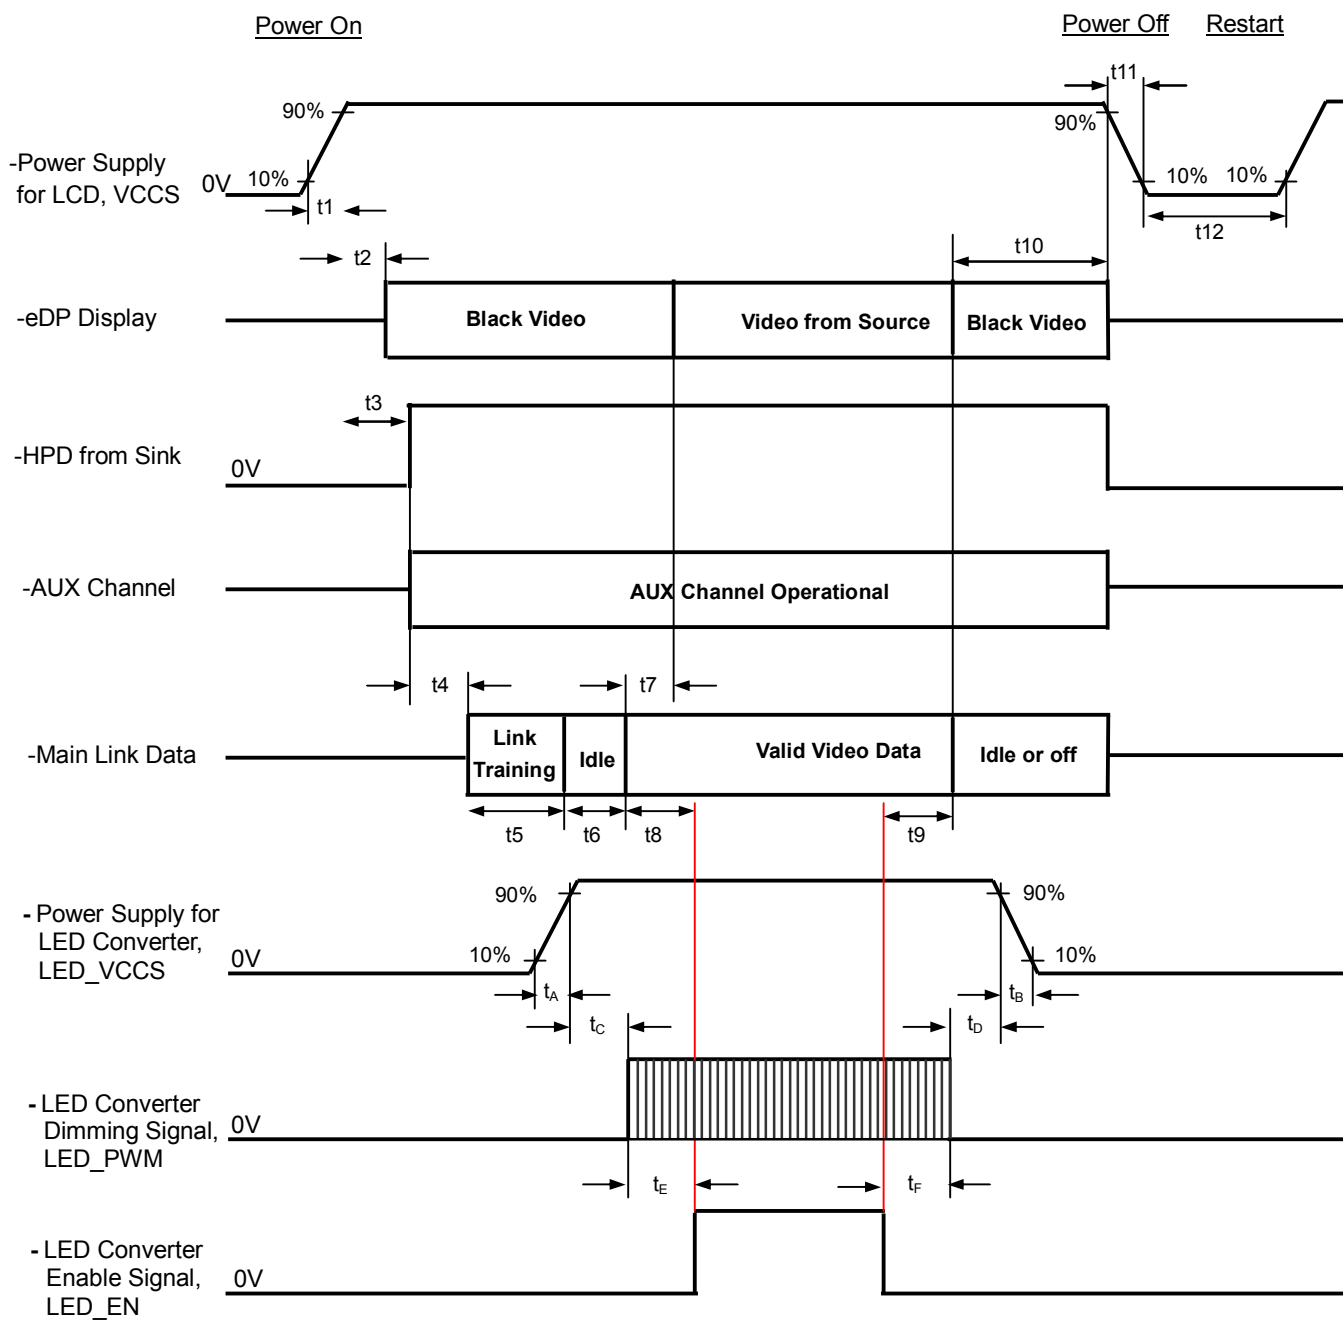 Power On
Power Off
Restart
t11
90%
90%
-Power Supply
for LCD, VCCS
0V
10%
10%
10%
t1
t12
t2
t10
-eDP Display
Black Video
Video from Source
Black Video
t3
-HPD from Sink
0V
-AUX Channel
AUX Channel Operational
t4
t7
-Main Link Data
Link
Training
Idle
Valid Video Data
Idle or off
t5
t6
t8
t9
90%
90%
- Power Supply for
LED Converter,
LED_VCCS
0V
10%
10%
tA
tB
tC
tD
- LED Converter
Dimming Signal,
LED_PWM
0V
tE
tF
- LED Converter
Enable Signal,
LED_EN
0V